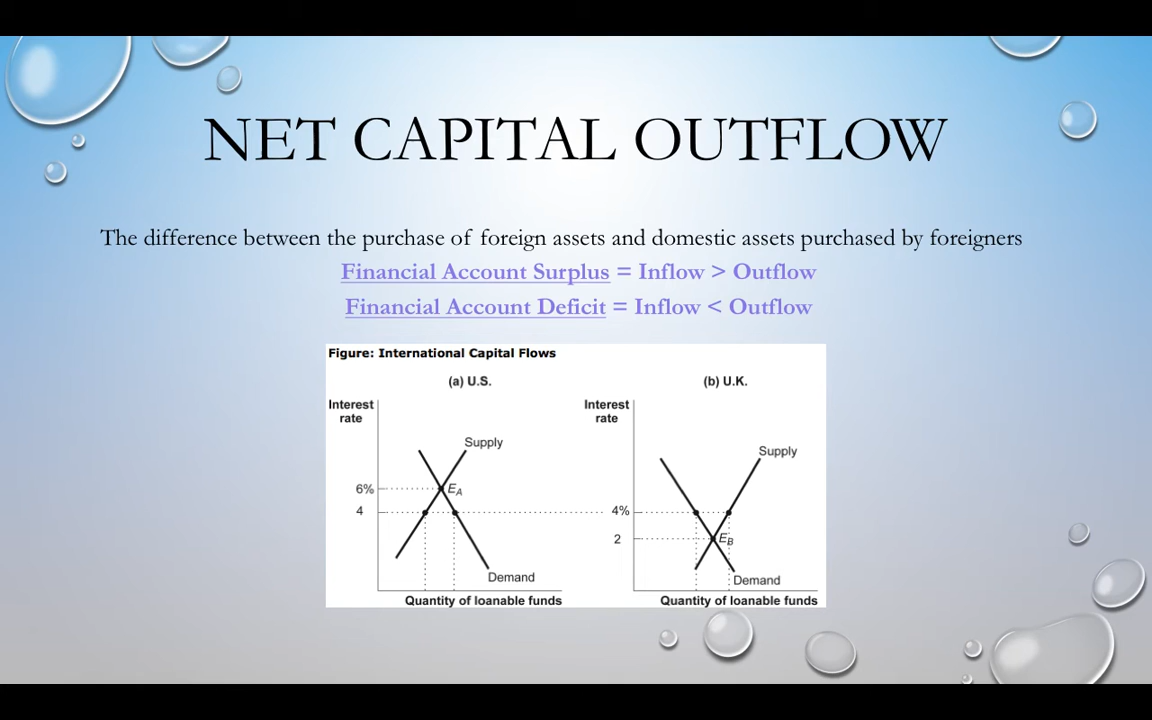 NET CAPITAL OUTFLOW
The difference between the purchase of foreign assets and domestic assets purchased by foreigners
Financial Account Surplus = Inflow > Outflow
Financial Account Deficit = Inflow < Outflow
Figure: International Capital Flows
(a) U.S.
Interest
rate
Supply
6%
E_A
4
Demand
Quantity of loanable funds
(b) U.K.
Interest
rate
Supply
4%
2
E_B
Demand
Quantity of loanable funds